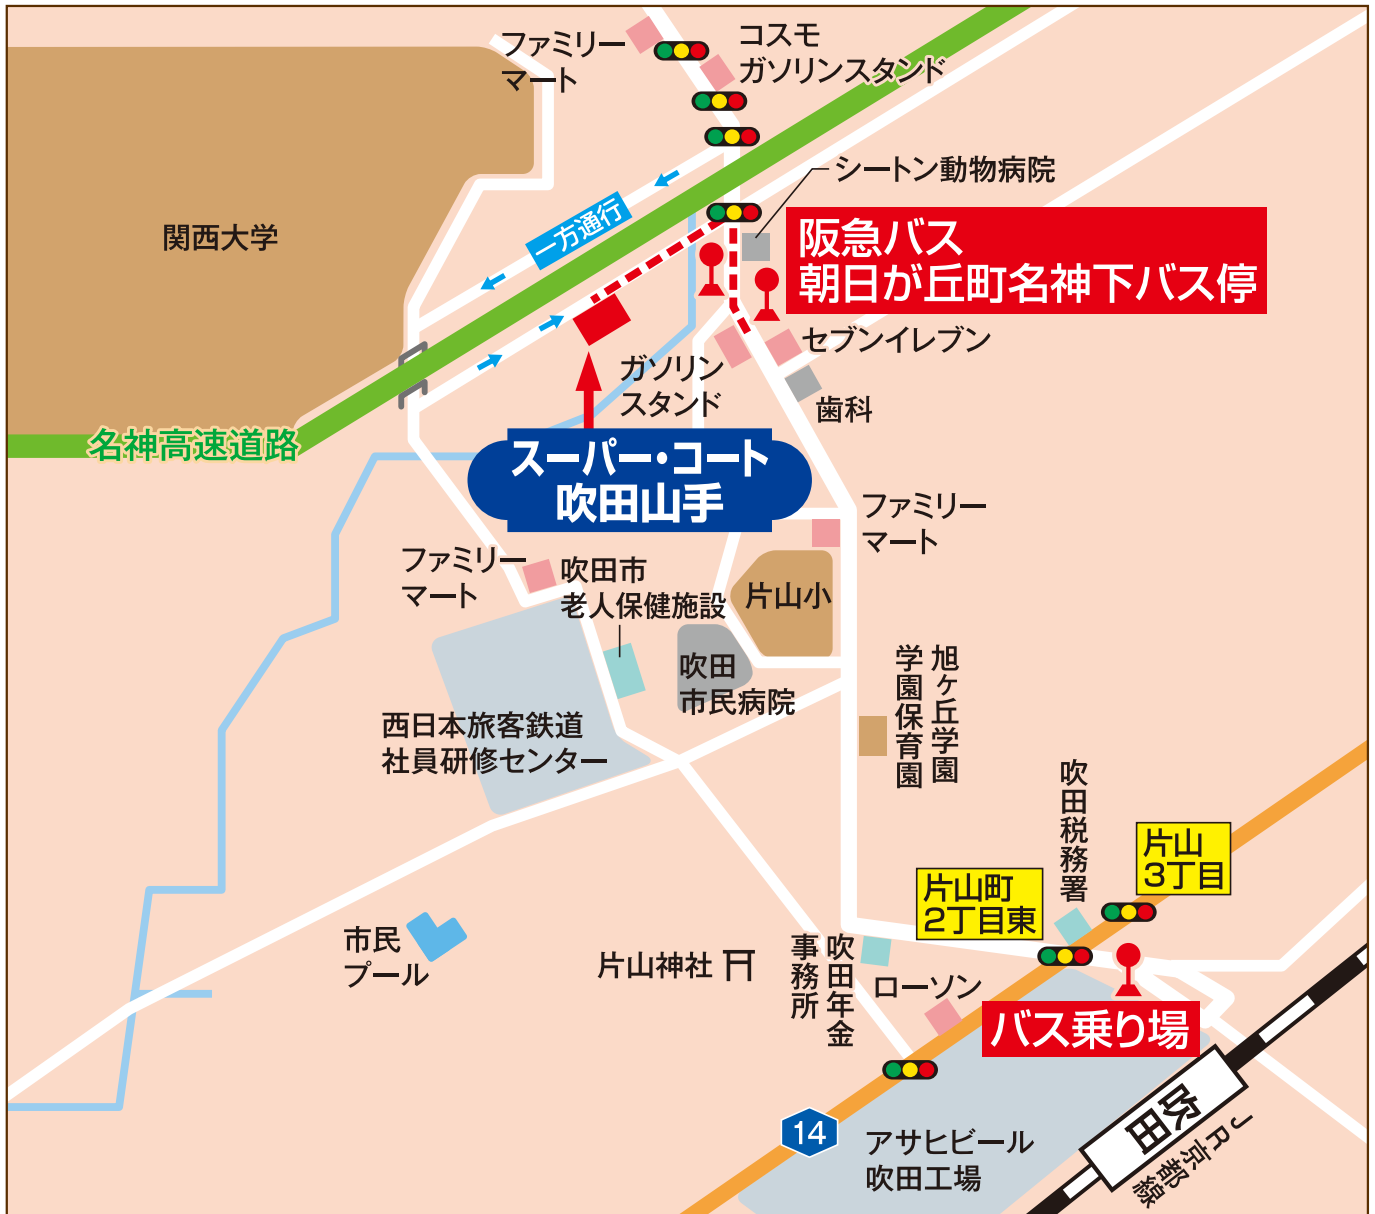 ファミリー
マート
コスモ
ガソリンスタンド
シートン動物病院
関西大学
一方通行
阪急バス
朝日が丘町名神下バス停
セブンイレブン
ガソリン
スタンド
歯科
名神高速道路
スーパー・コート
吹田山手
ファミリー
マート
ファミリー
マート
吹田市
老人保健施設
片山小
吹田
市民病院
旭ヶ丘学園
学園保育園
西日本旅客鉄道
社員研修センター
吹田税務署
片山
3丁目
片山町
2丁目東
市民
プール
片山神社
吹田年金
事務所
ローソン
バス乗り場
吹田
JR京都線
14
アサヒビール
吹田工場